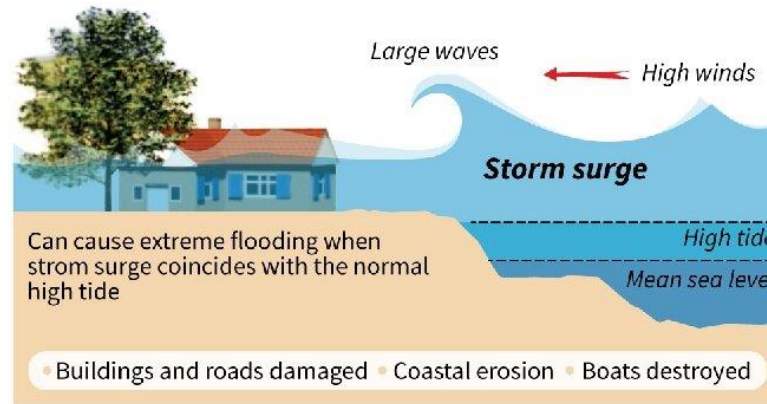 Large waves
High winds
Storm surge
High tide
Mean sea leve
Can cause extreme flooding when
strom surge coincides with the normal
high tide
• Buildings and roads damaged • Coastal erosion • Boats destroyed